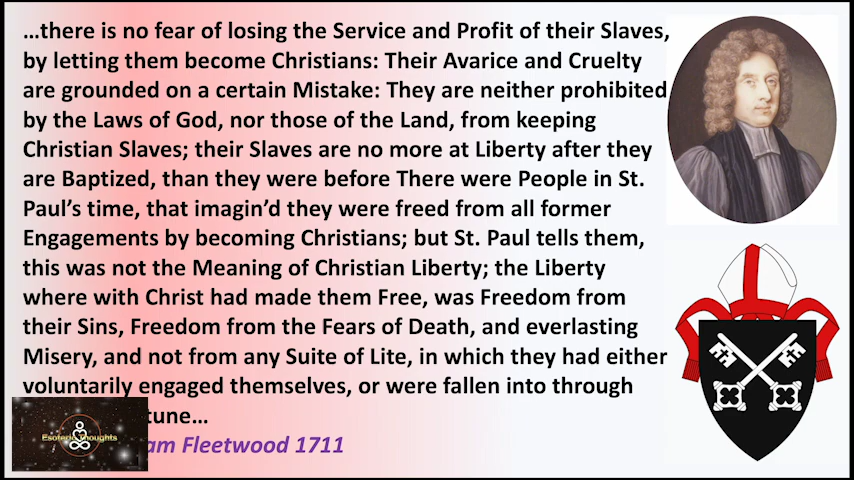 …there is no fear of losing the Service and Profit of their Slaves,
by letting them become Christians: Their Avarice and Cruelty
are grounded on a certain Mistake: They are neither prohibited
by the Laws of God, nor those of the Land, from keeping
Christian Slaves; their Slaves are no more at Liberty after they
are Baptized, than they were before There were People in St.
Paul’s time, that imagin’d they were freed from all former
Engagements by becoming Christians; but St. Paul tells them,
this was not the Meaning of Christian Liberty; the Liberty
where with Christ had made them Free, was Freedom from
their Sins, Freedom from the Fears of Death, and everlasting
Misery, and not from any Suite of Lite, in which they had either
voluntarily engaged themselves, or were fallen into through
tune…
am Fleetwood 1711
Esoteric Thoughts